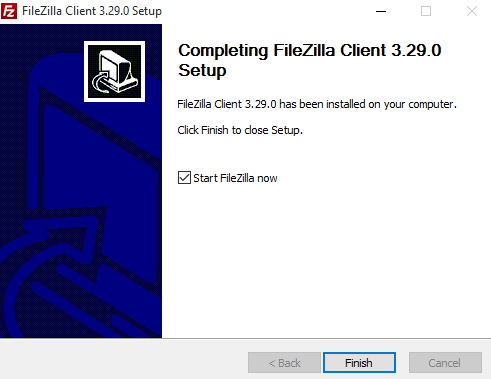 FileZilla Client 3.29.0 Setup
Completing FileZilla Client 3.29.0
Setup
FileZilla Client 3.29.0 has been installed on your computer.
Click Finish to close Setup.
Start FileZilla now
< Back Finish Cancel